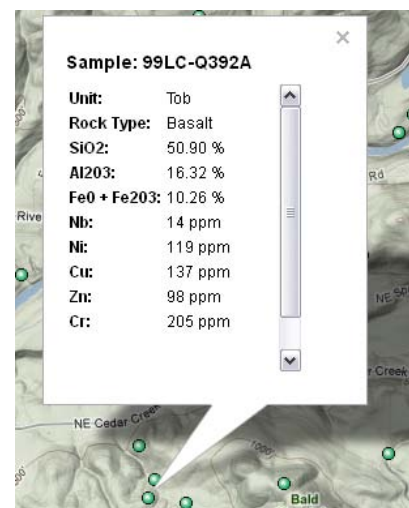 ×
Sample: 99LC-Q392A
Unit: Tob
Rock Type: Basalt
SiO2: 50.90 %
Al203: 16.32 %
Fe0 + Fe203: 10.26 %
Nb: 14 ppm
Ni: 119 ppm
Cu: 137 ppm
Zn: 98 ppm
Cr: 205 ppm
Rd
Rive
NE Sp
r Creek
NE Cedar Creek
1000'
Bald